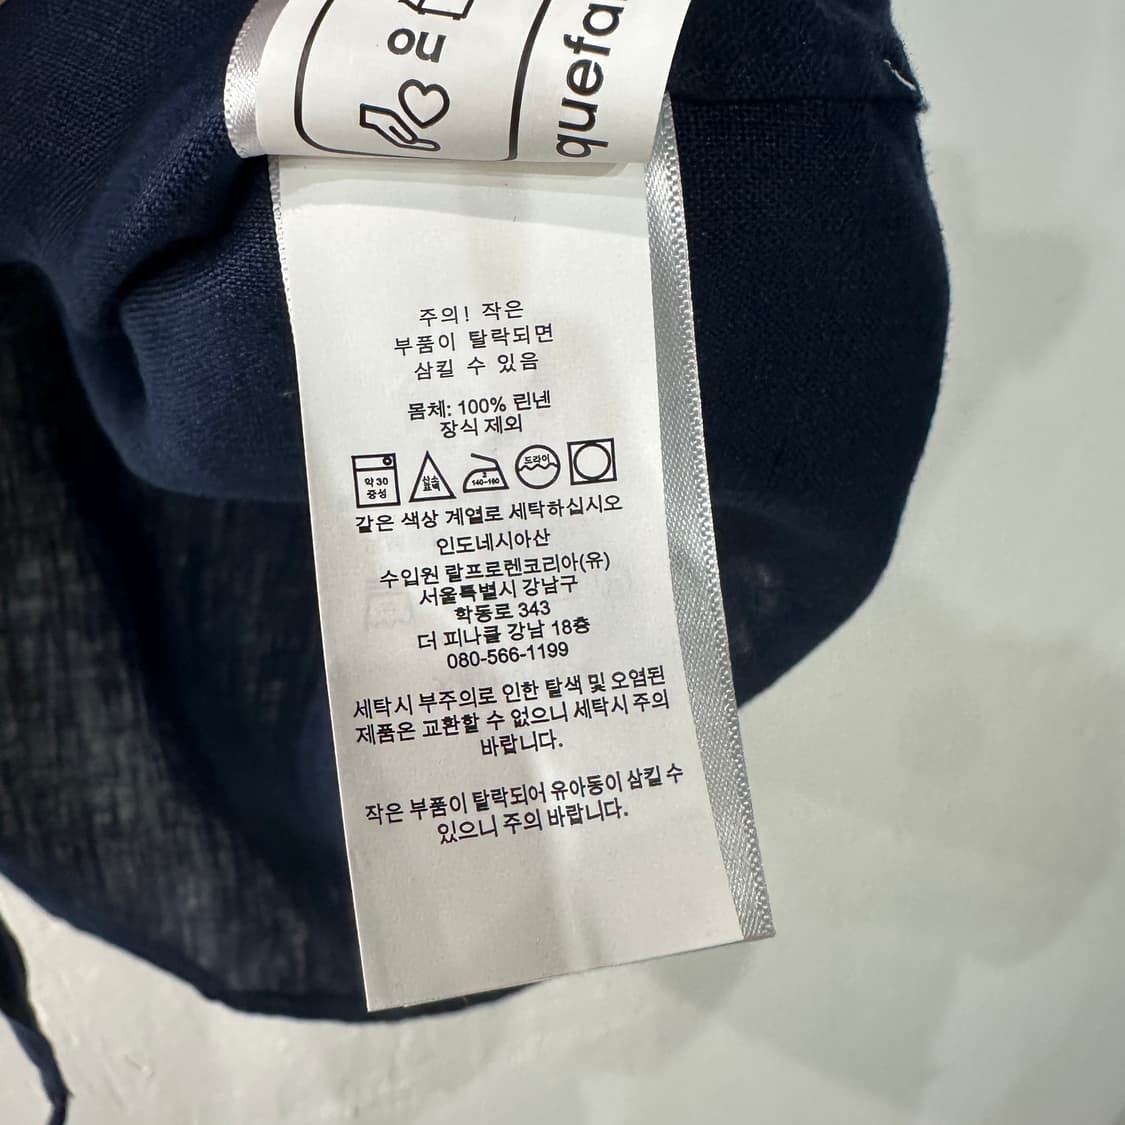 quefa
주의! 작은
부품이 탈락되면
삼킬 수 있음
몸체: 100% 린넨
장식 제외
약 30
중성
산소
표백
2
140~160
드라이
같은 색상 계열로 세탁하십시오
인도네시아산
수입원 랄프로렌코리아(유)
서울특별시 강남구
학동로 343
더 피나클 강남 18층
080-566-1199
세탁시 부주의로 인한 탈색 및 오염된
제품은 교환할 수 없으니 세탁시 주의
바랍니다.
작은 부품이 탈락되어 유아동이 삼킬 수
있으니 주의 바랍니다.